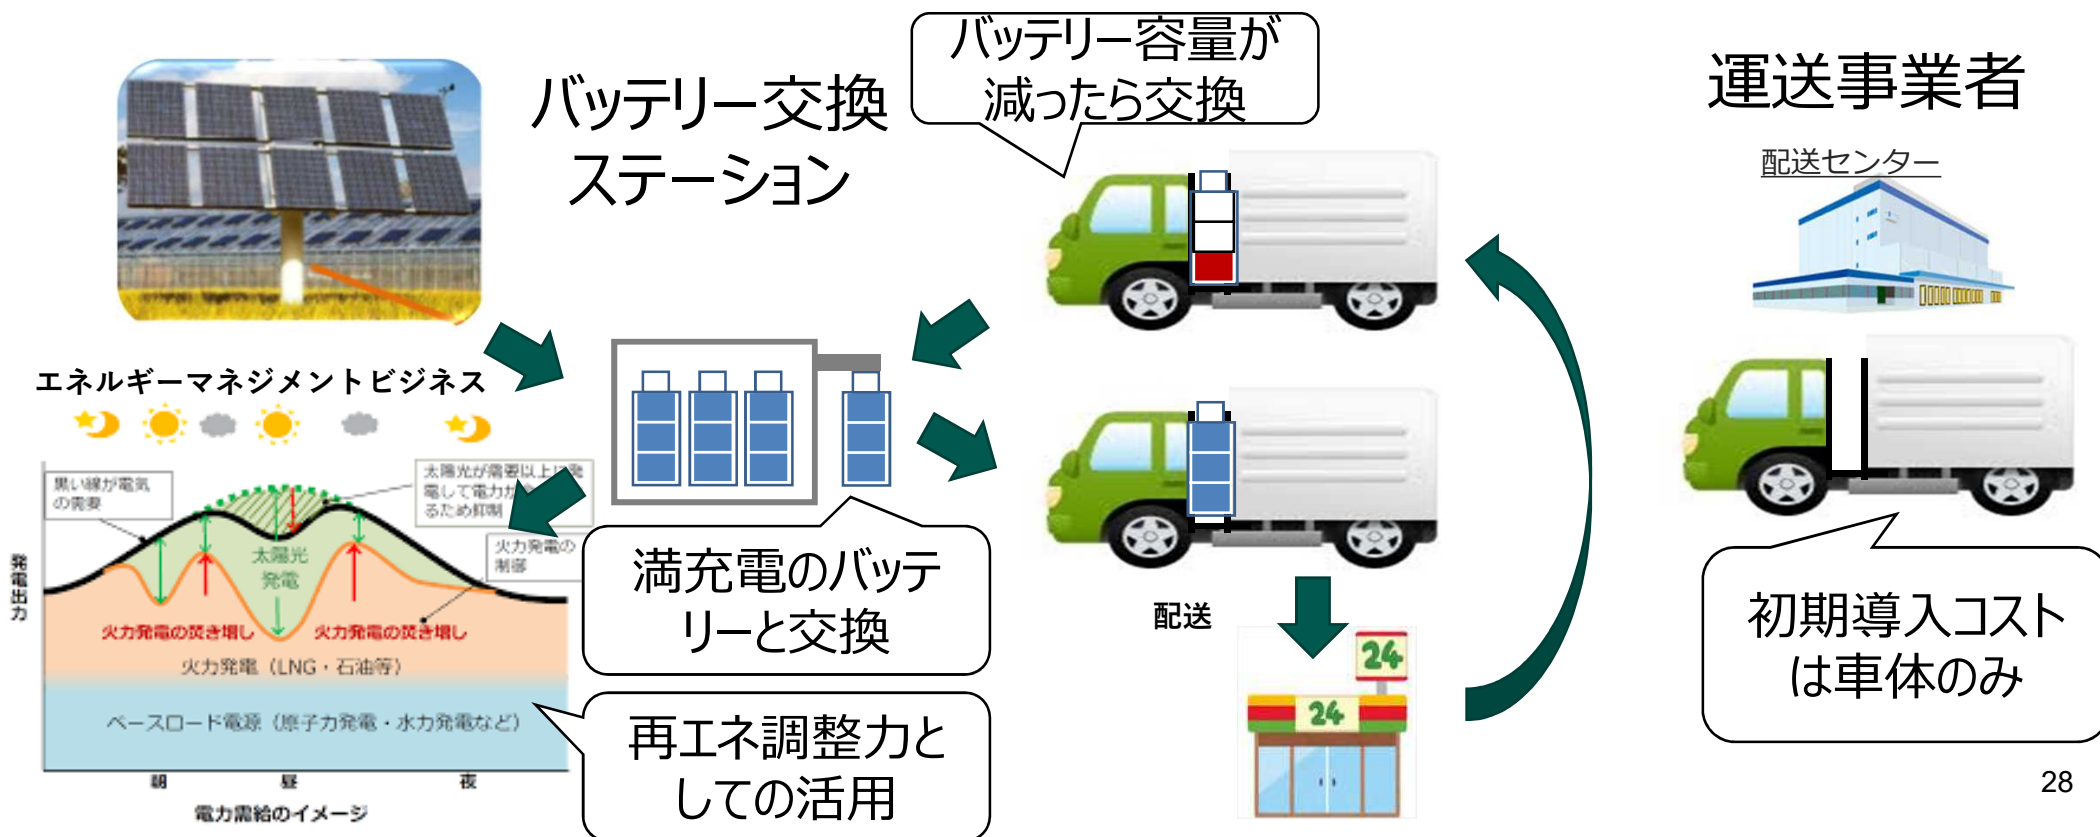 バッテリー交換
ステーション
バッテリー容量が
減ったら交換
運送事業者
配送センター
エネルギーマネジメントビジネス
黒い線が電気
の需要
太陽光が需要以上に発
電して電力が
るため抑制
火力発電の
制御
太陽光
発電
発電出力
火力発電の焚き増し
火力発電の焚き増し
火力発電（LNG・石油等）
ベースロード電源（原子力発電・水力発電など）
朝
昼
夜
電力需給のイメージ
満充電のバッテ
リーと交換
再エネ調整力と
しての活用
配送
24
24
初期導入コスト
は車体のみ
28